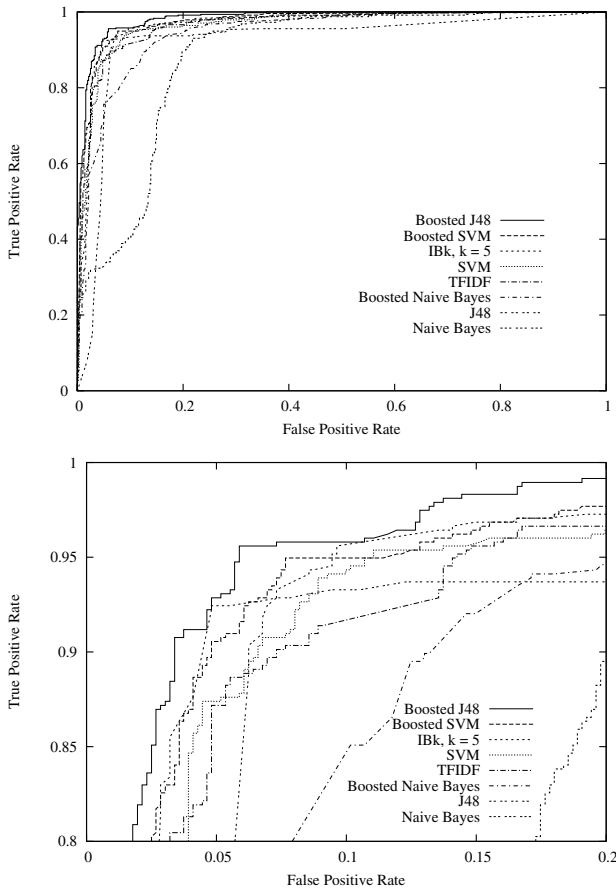 1
0.8
0.6
0.4
0.2
0
True Positive Rate
Boosted J48
Boosted SVM
IBk, k = 5
SVM
TFIDF
Boosted Naive Bayes
J48
Naive Bayes
0 0.2 0.4 0.6 0.8 1
False Positive Rate
1
0.95
0.9
0.85
0.8
True Positive Rate
Boosted J48
Boosted SVM
IBk, k = 5
SVM
TFIDF
Boosted Naive Bayes
J48
Naive Bayes
0 0.05 0.1 0.15 0.2
False Positive Rate